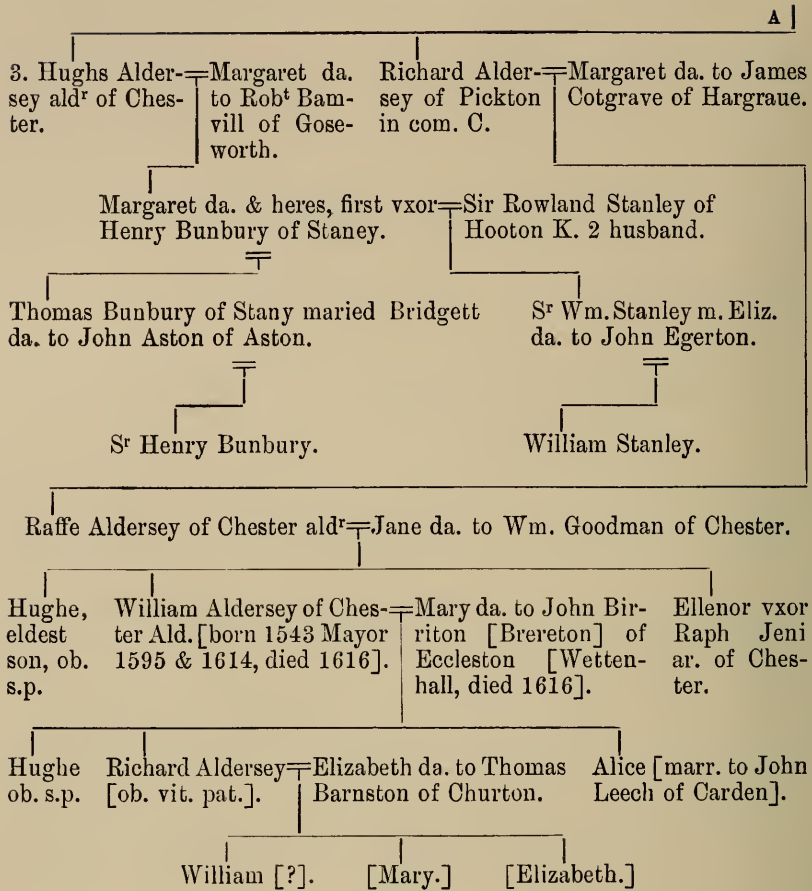 A
3. Hughs Alder-
sey aldr of Ches-
ter.
Margaret da.
to Robt Bam-
vill of Gose-
worth.
Richard Alder-
sey of Pickton
in com. C.
Margaret da. to James
Cotgrave of Hargraue.
Margaret da. & heres, first vxor
Henry Bunbury of Staney.
Sir Rowland Stanley of
Hooton K. 2 husband.
Thomas Bunbury of Stany maried Bridgett
da. to John Aston of Aston.
Sr Wm. Stanley m. Eliz.
da. to John Egerton.
Sr Henry Bunbury.
William Stanley.
Raffe Aldersey of Chester aldr
Jane da. to Wm. Goodman of Chester.
Hughe,
eldest
son, ob.
s.p.
William Aldersey of Ches-
ter Ald. [born 1543 Mayor
1595 & 1614, died 1616].
Mary da. to John Bir-
riton [Brereton] of
Eccleston [Wetten-
hall, died 1616].
Ellenor vxor
Raph Jeni
ar. of Ches-
ter.
Hughe
ob. s.p.
Richard Aldersey
[ob. vit. pat.].
Elizabeth da. to Thomas
Barnston of Churton.
Alice [marr. to John
Leech of Carden].
William [?].
[Mary.]
[Elizabeth.]